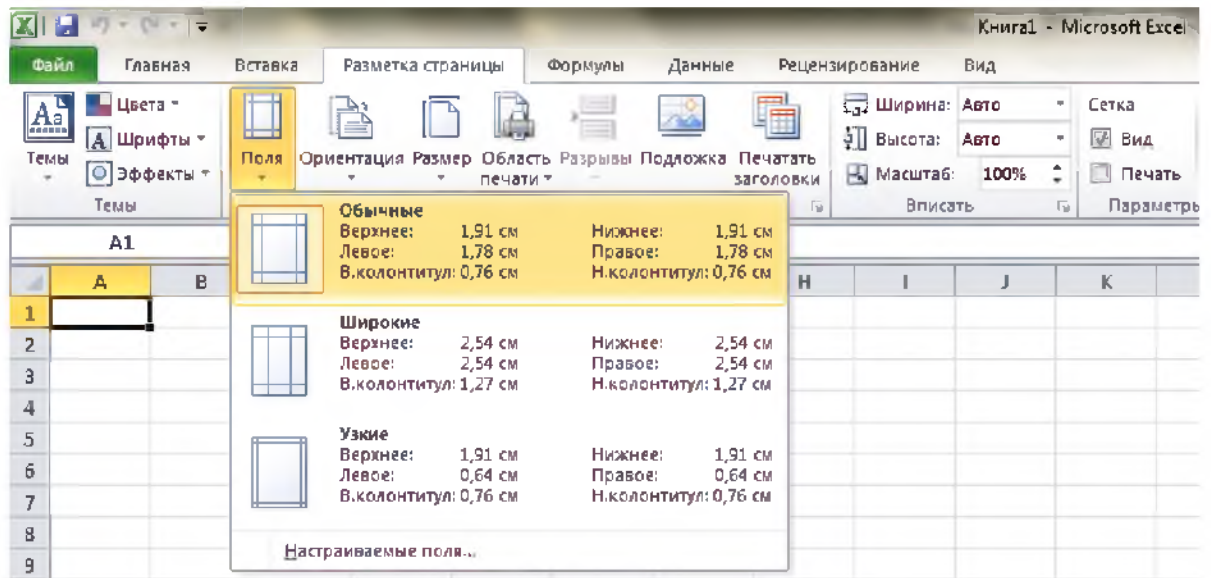 Книга1 - Microsoft Excel
Файл Главная Вставка Разметка страницы Формулы Данные Рецензирование Вид
Aa Цвета Ширина: Авто Сетка
A Шрифты Высота: Авто Вид
Темы Поля Ориентация Размер Область Разрывы Подложка Печатать
Эффекты печати заголовки Масштаб: 100% Печать
Темы Вписать Параметры
A1
Обычные
Верхнее: 1,91 см Нижнее: 1,91 см
Левое: 1,78 см Правое: 1,78 см
В.колонтитул: 0,76 см Н.колонтитул: 0,76 см
A B H I J K
Широкие
Верхнее: 2,54 см Нижнее: 2,54 см
Левое: 2,54 см Правое: 2,54 см
В.колонтитул: 1,27 см Н.колонтитул: 1,27 см
Узкие
Верхнее: 1,91 см Нижнее: 1,91 см
Левое: 0,64 см Правое: 0,64 см
В.колонтитул: 0,76 см Н.колонтитул: 0,76 см
Настраиваемые поля...
1
2
3
4
5
6
7
8
9